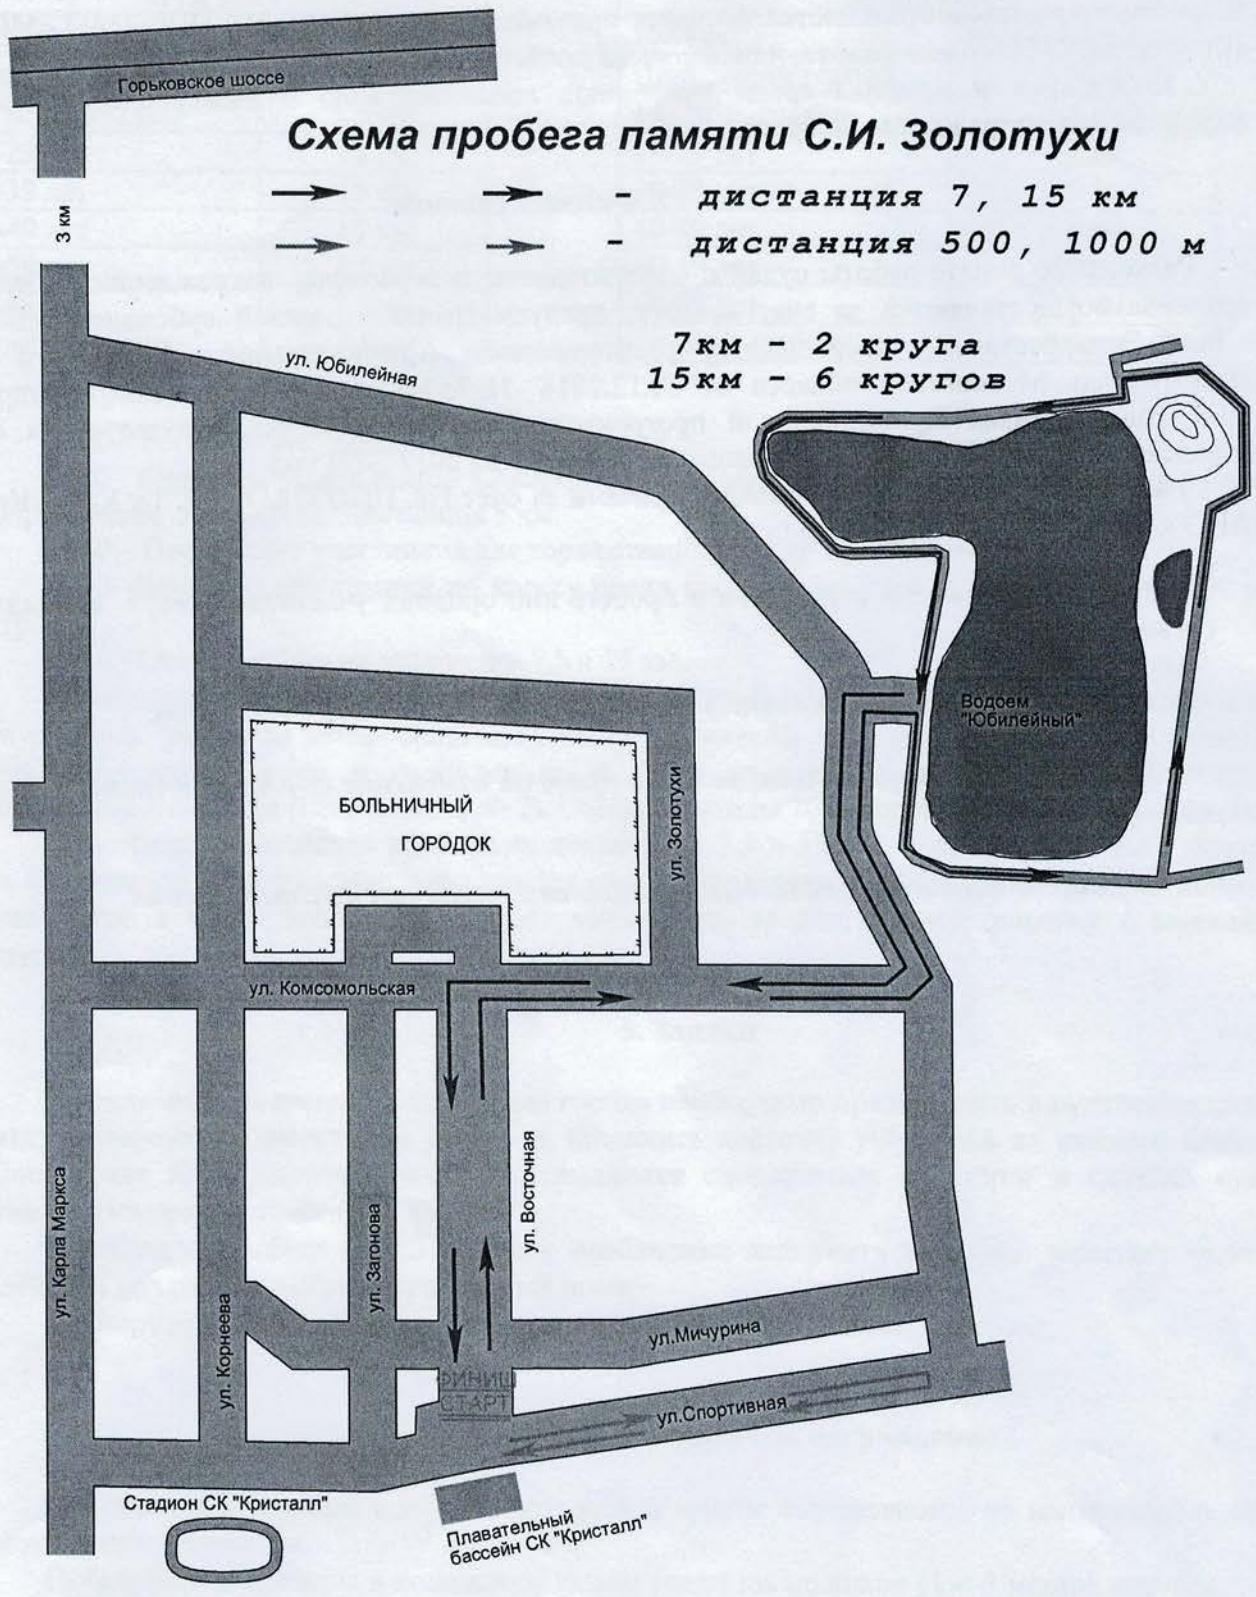 Горьковское шоссе
Схема пробега памяти С.И. Золотухи
- дистанция 7, 15 км
- дистанция 500, 1000 м
3 км
7км - 2 круга
15км - 6 кругов
ул. Юбилейная
Водоем
"Юбилейный"
БОЛЬНИЧНЫЙ
ГОРОДОК
ул. Золотухи
ул. Комсомольская
ул. Карла Маркса
ул. Корнеева
ул. Загонова
ул. Восточная
ул.Мичурина
ФИНИШ
СТАРТ
ул.Спортивная
Стадион СК "Кристалл"
Плавательный
бассейн СК "Кристалл"